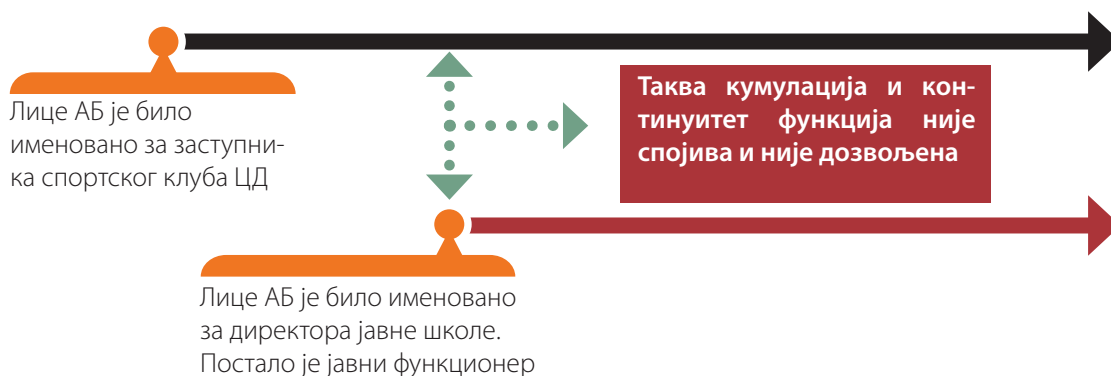 Лице АБ је било
именовано за заступни-
ка спортског клуба ЦД
Таква кумулација и кон-
тинуитет функција није
спојива и није дозвољена
Лице АБ је било именовано
за директора јавне школе.
Постало је јавни функционер